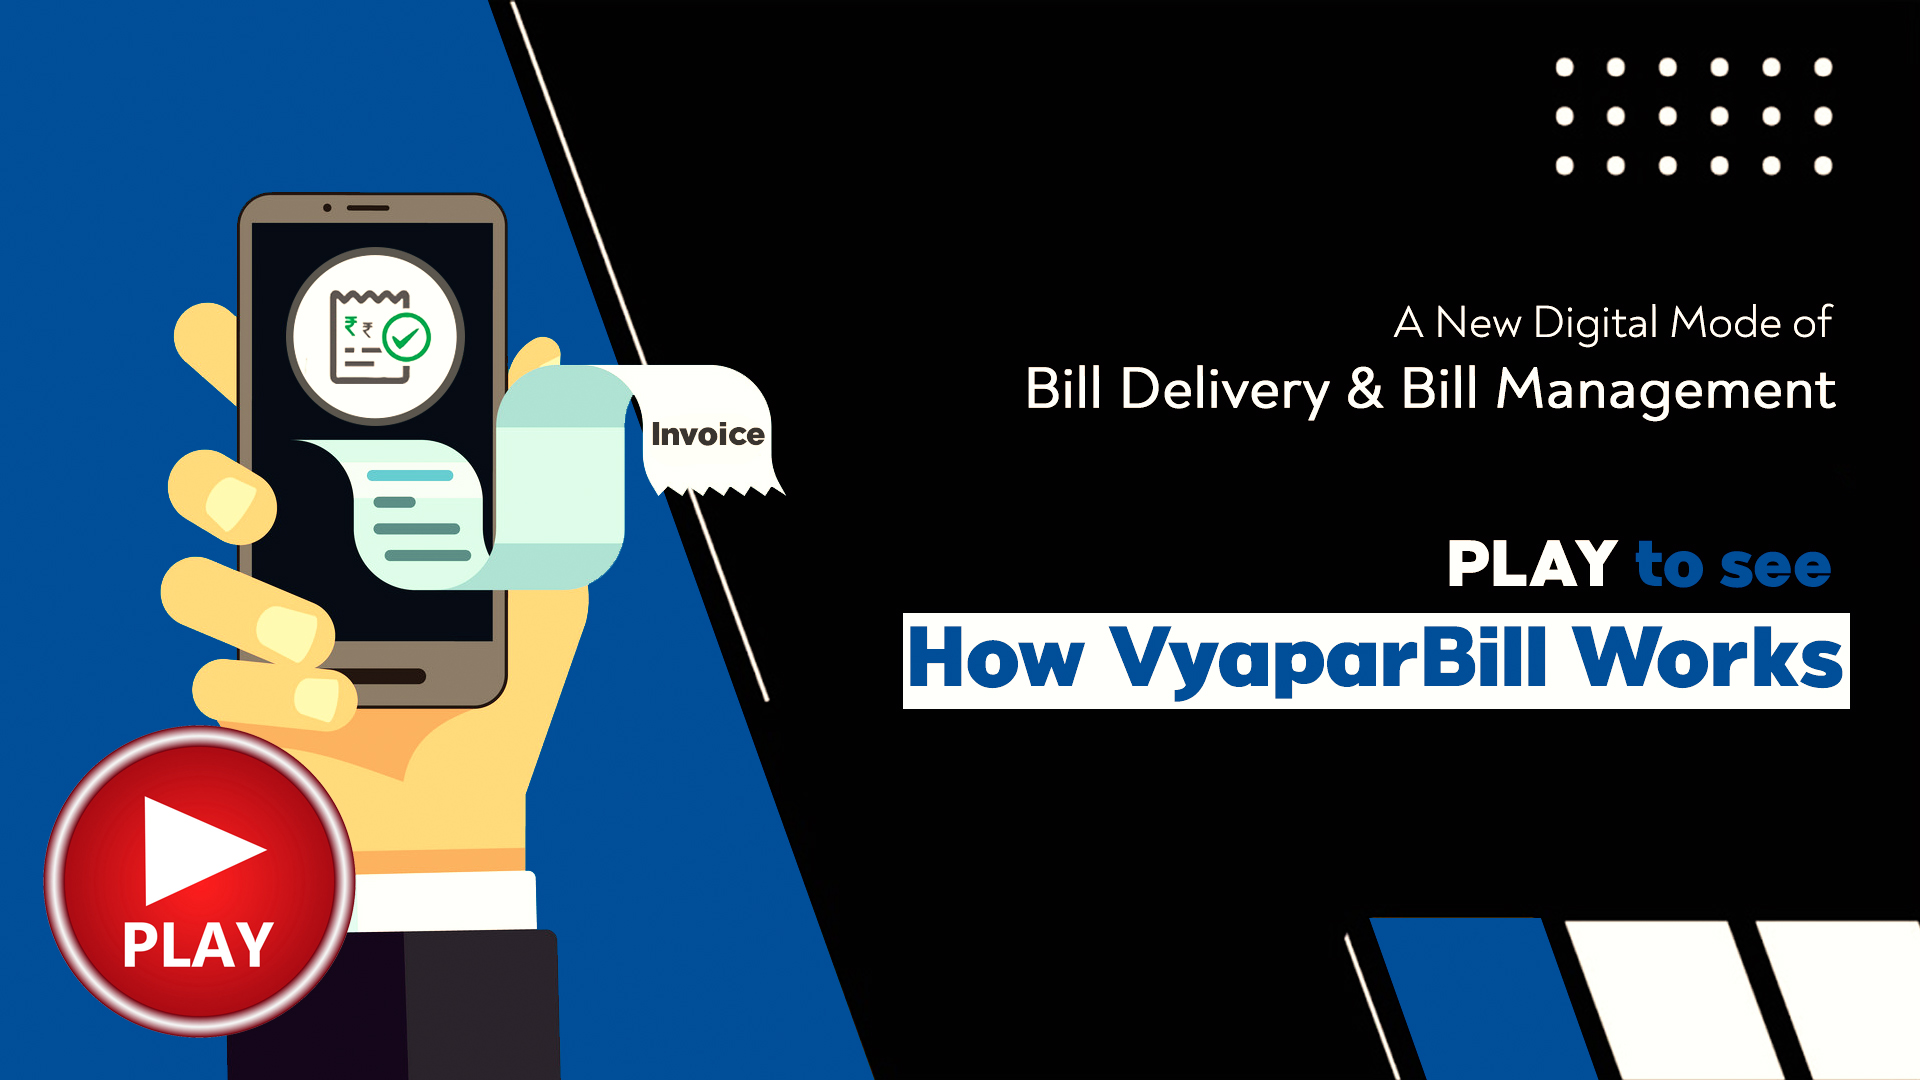 ₹ ₹
Invoice
A New Digital Mode of
Bill Delivery & Bill Management
PLAY to see
How VyaparBill Works
PLAY